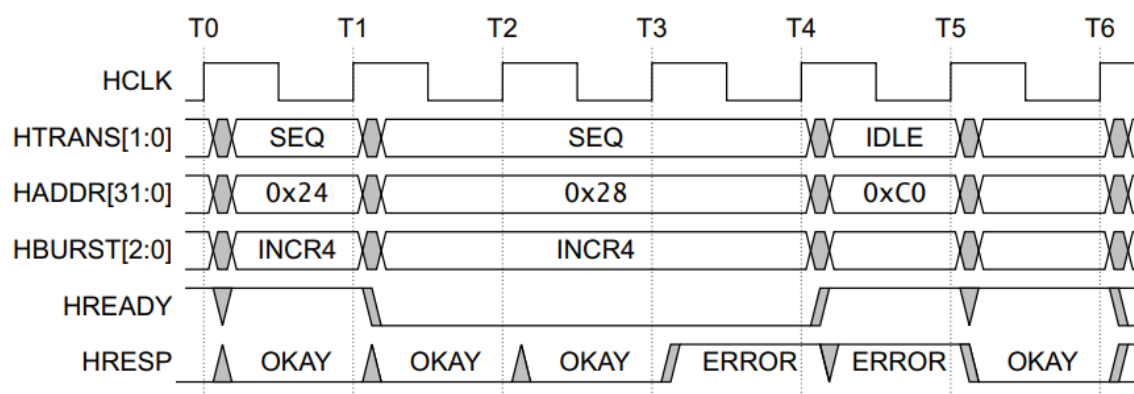 T0 T1 T2 T3 T4 T5 T6
HCLK
HTRANS[1:0] SEQ SEQ IDLE
HADDR[31:0] 0x24 0x28 0xC0
HBURST[2:0] INCR4 INCR4
HREADY
HRESP OKAY OKAY OKAY ERROR ERROR OKAY